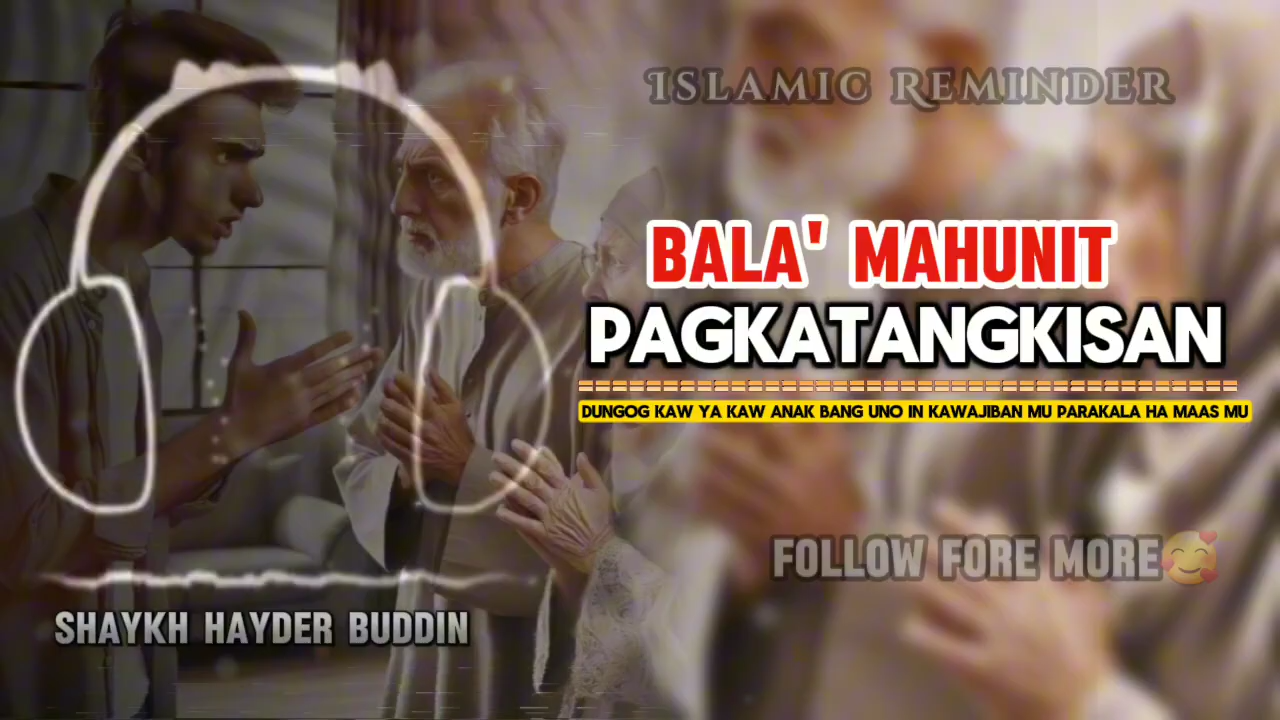 ISLAMIC REMINDER
BALA' MAHUNIT
PAGKATANGKISAN
DUNGOG KAW YA KAW ANAK BANG UNO IN KAWAJIBAN MU PARAKALA HA MAAS MU
FOLLOW FORE MORE🥰
SHAYKH HAYDER BUDDIN